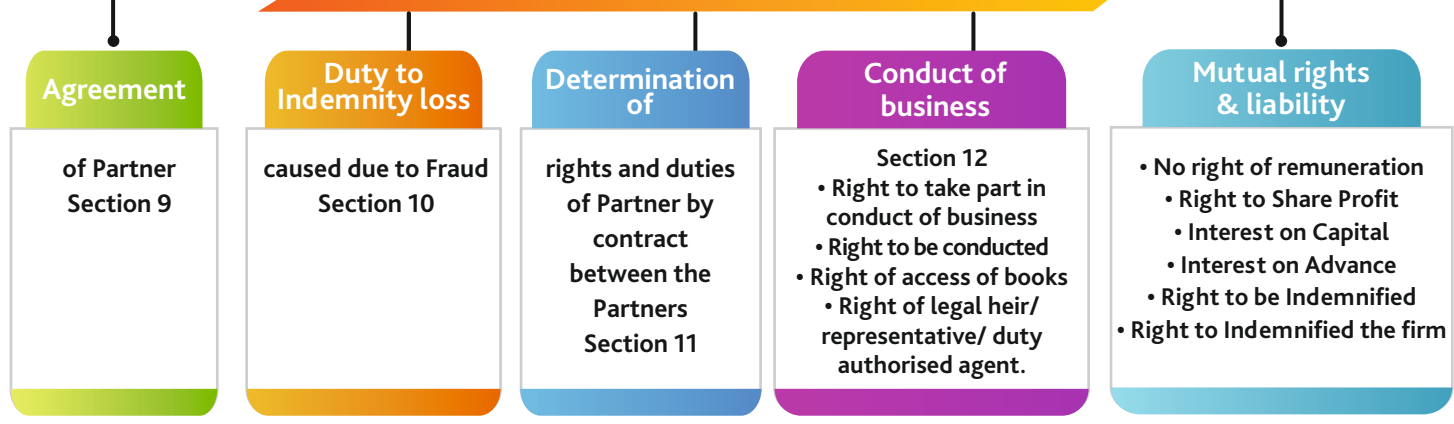 Agreement
of Partner
Section 9
Duty to
Indemnity loss
caused due to Fraud
Section 10
Determination
of
rights and duties
of Partner by
contract
between the
Partners
Section 11
Conduct of
business
Section 12
• Right to take part in
conduct of business
• Right to be conducted
• Right of access of books
• Right of legal heir/
representative/ duty
authorised agent.
Mutual rights
& liability
• No right of remuneration
• Right to Share Profit
• Interest on Capital
• Interest on Advance
• Right to be Indemnified
• Right to Indemnified the firm